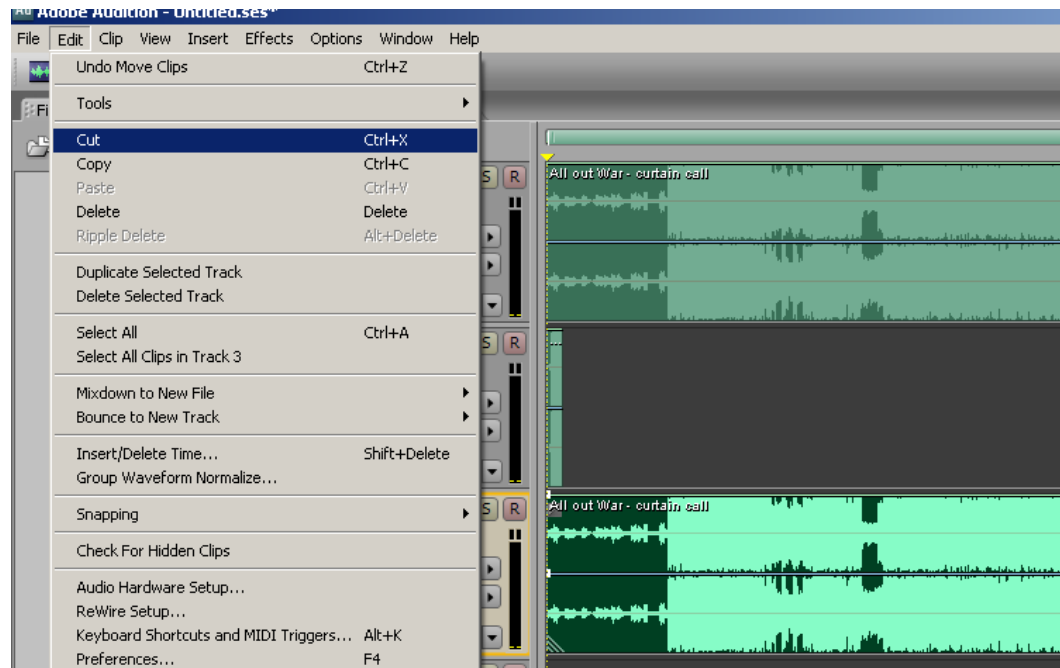 Au Adobe Audition - Untitled.ses*
File Edit Clip View Insert Effects Options Window Help
Undo Move Clips Ctrl+Z
Fi
Tools
Cut Ctrl+X
Copy Ctrl+C
Paste Ctrl+V
Delete Delete
Ripple Delete Alt+Delete
Duplicate Selected Track
Delete Selected Track
Select All Ctrl+A
Select All Clips in Track 3
Mixdown to New File
Bounce to New Track
Insert/Delete Time... Shift+Delete
Group Waveform Normalize...
Snapping
Check For Hidden Clips
Audio Hardware Setup...
ReWire Setup...
Keyboard Shortcuts and MIDI Triggers... Alt+K
Preferences... F4
S R
All out War - curtain call
S R
...
S R
All out War - curtain call